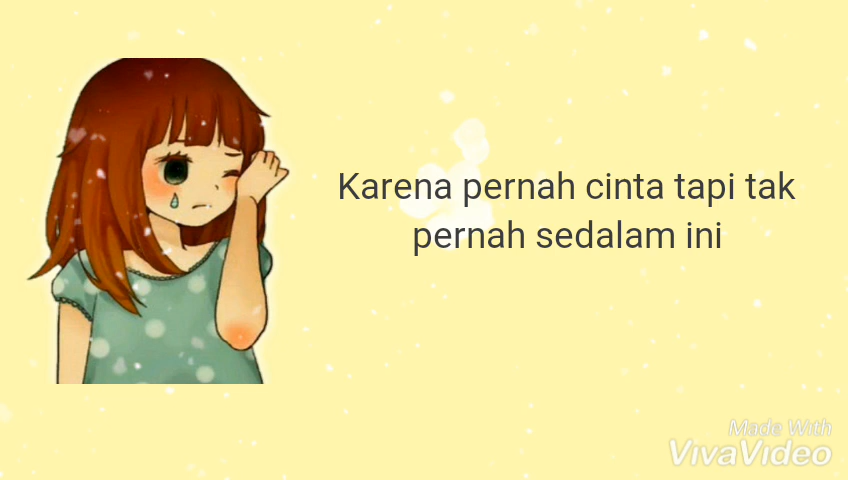 Karena pernah cinta tapi tak
pernah sedalam ini
Made With
VivaVideo